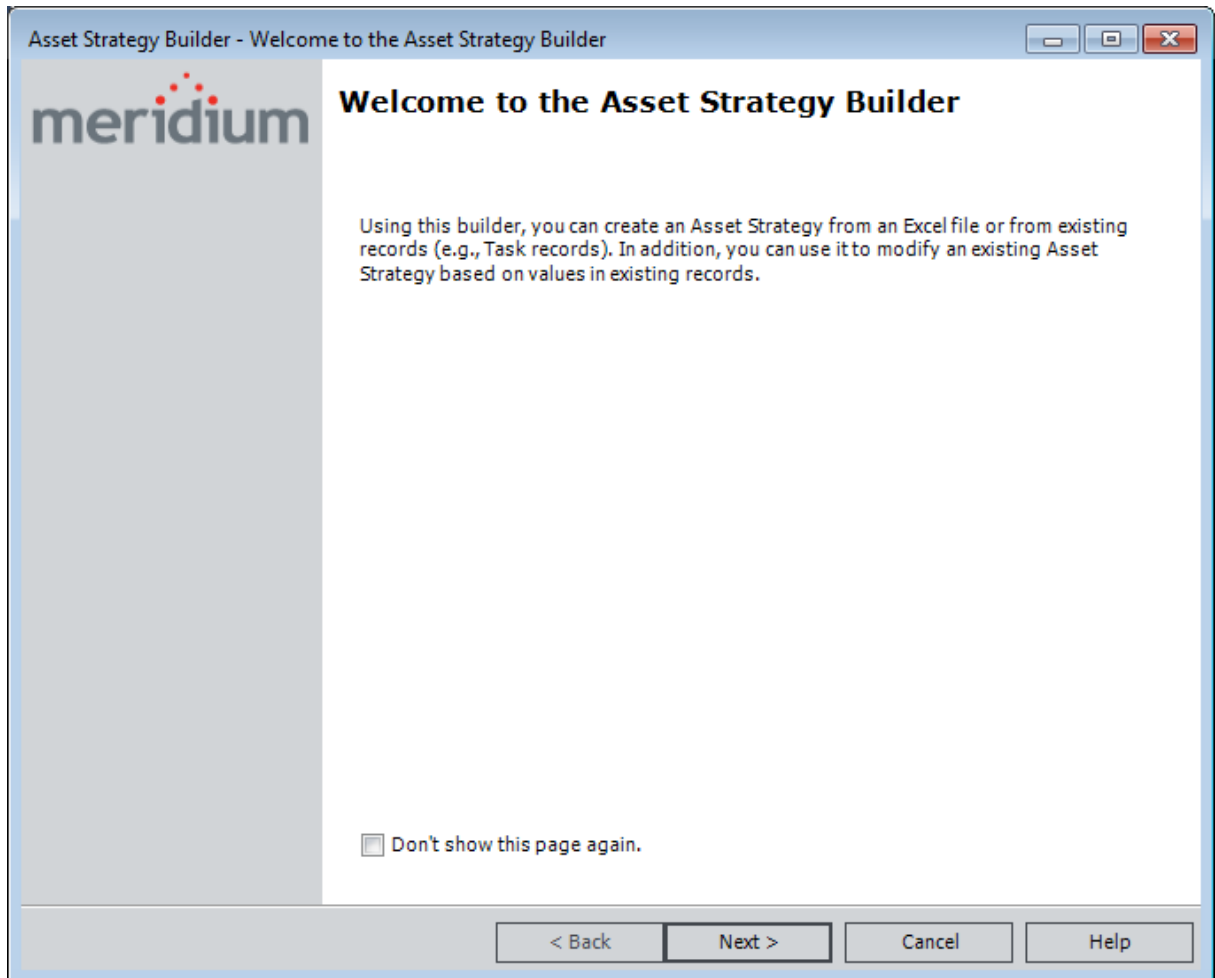 Asset Strategy Builder - Welcome to the Asset Strategy Builder
meridium
Welcome to the Asset Strategy Builder
Using this builder, you can create an Asset Strategy from an Excel file or from existing
records (e.g., Task records). In addition, you can use it to modify an existing Asset
Strategy based on values in existing records.
Don't show this page again.
< Back
Next >
Cancel
Help